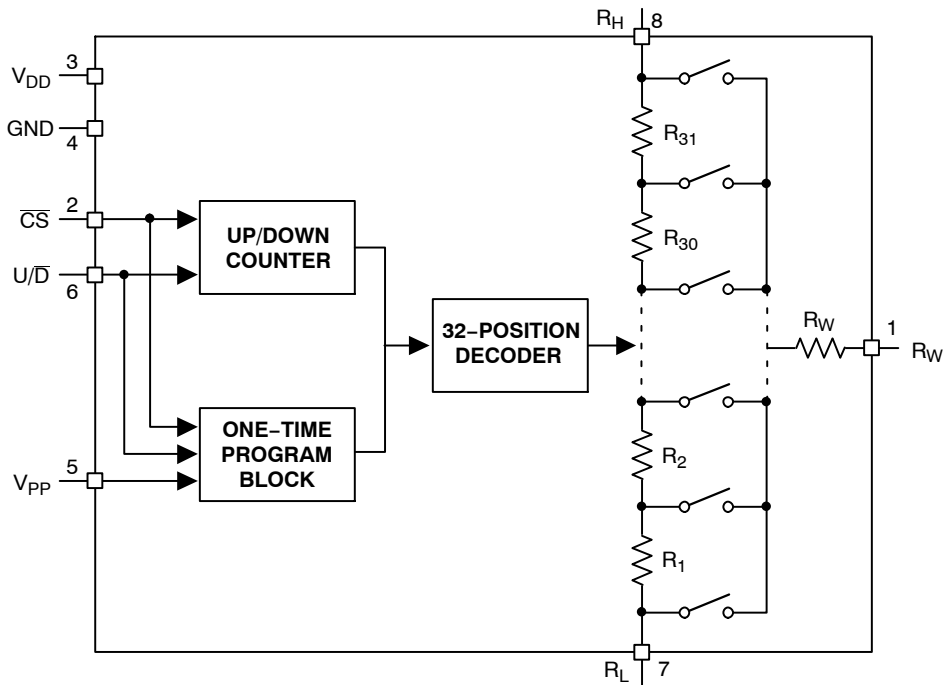 R_H 8
3
V_DD
GND
4
2
C̅S̅
U/D̅
6
5
V_PP
UP/DOWN
COUNTER
ONE–TIME
PROGRAM
BLOCK
32–POSITION
DECODER
R_31
R_30
R_2
R_1
R_W
1
R_W
R_L 7